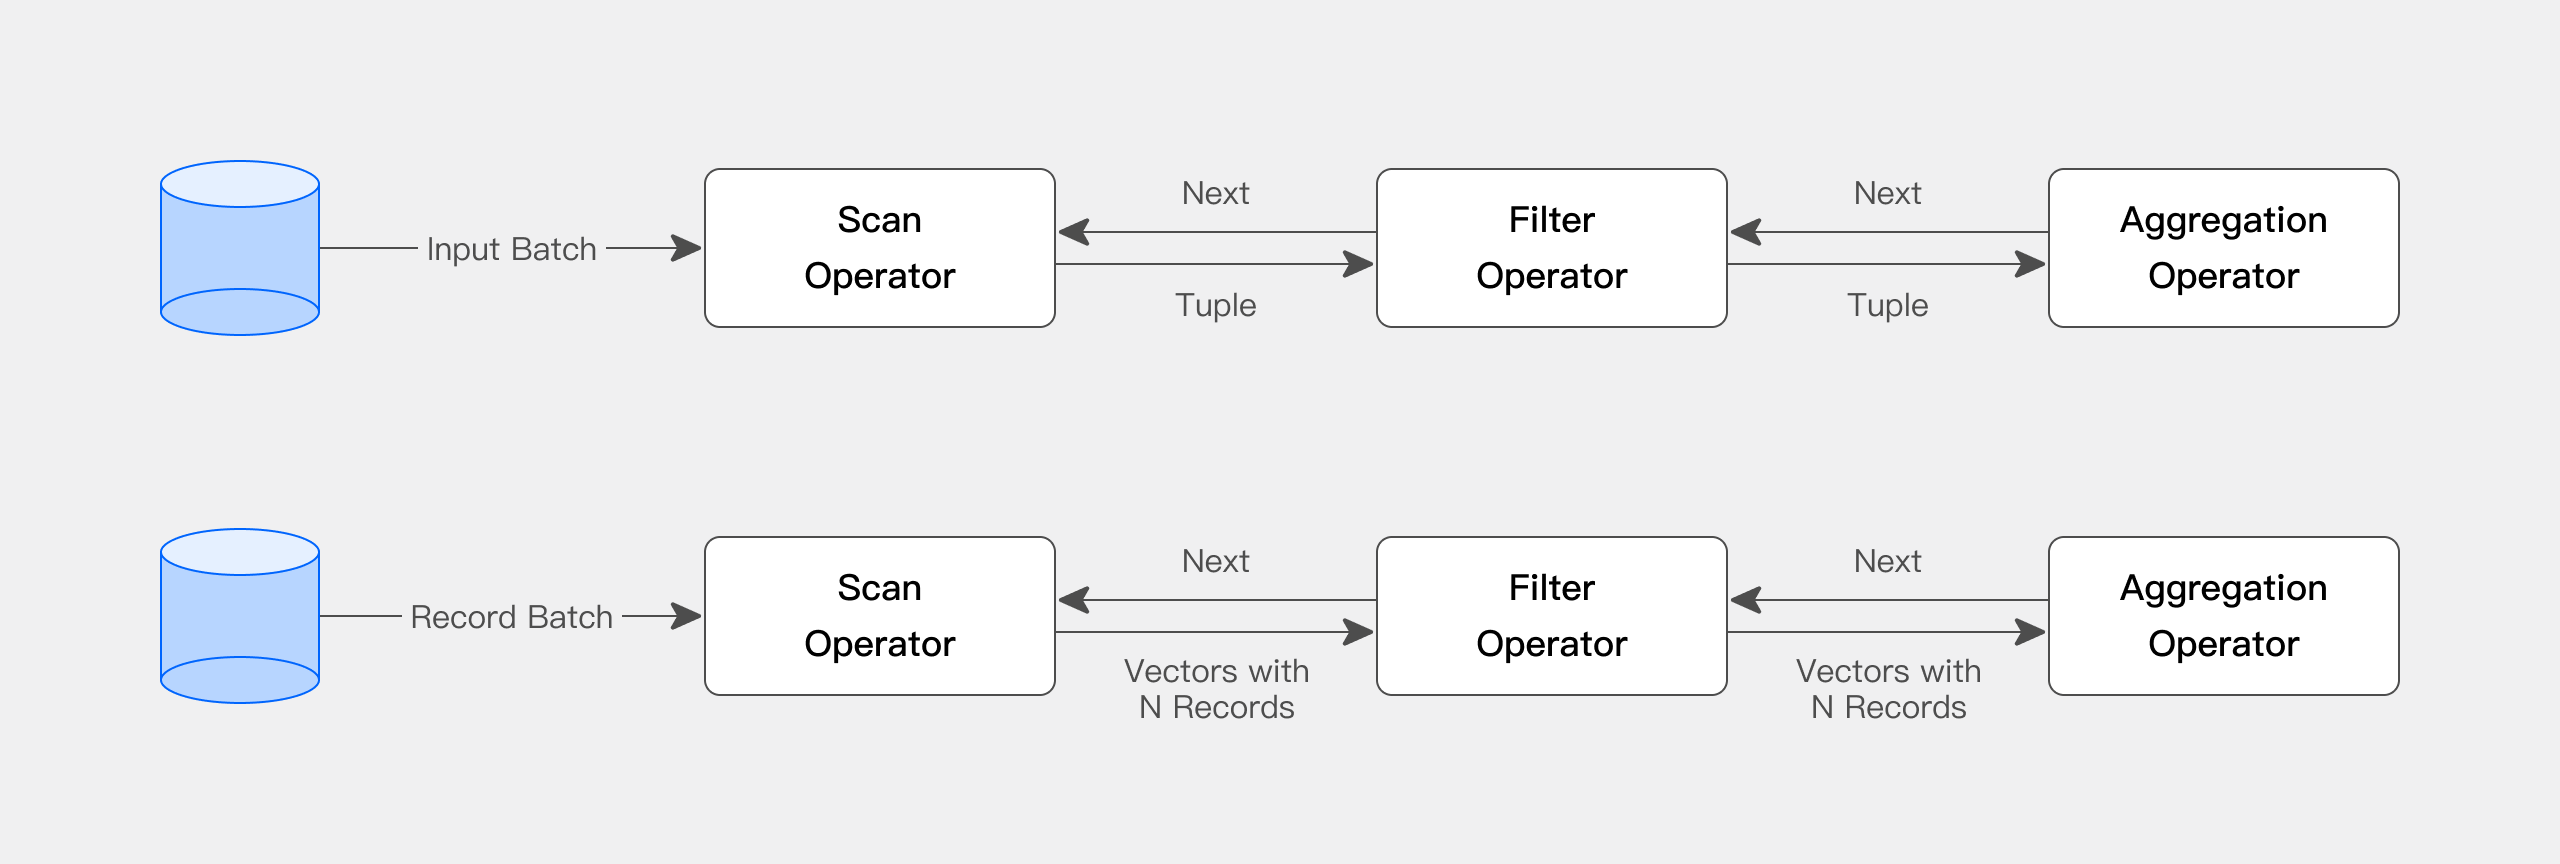 Input Batch
Scan
Operator
Next
Tuple
Filter
Operator
Next
Tuple
Aggregation
Operator
Record Batch
Scan
Operator
Next
Vectors with
N Records
Filter
Operator
Next
Vectors with
N Records
Aggregation
Operator